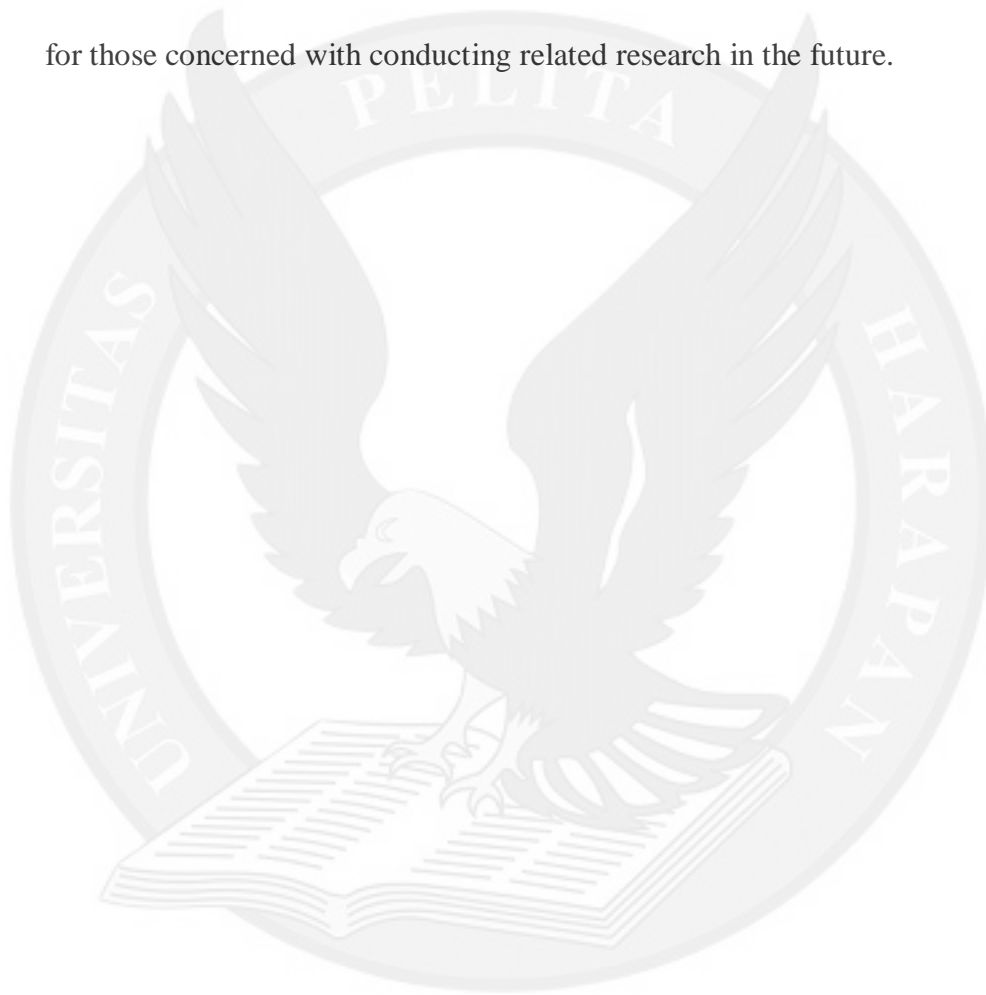 for those concerned with conducting related research in the future.
UNIVERSITAS PELITA HARAPAN